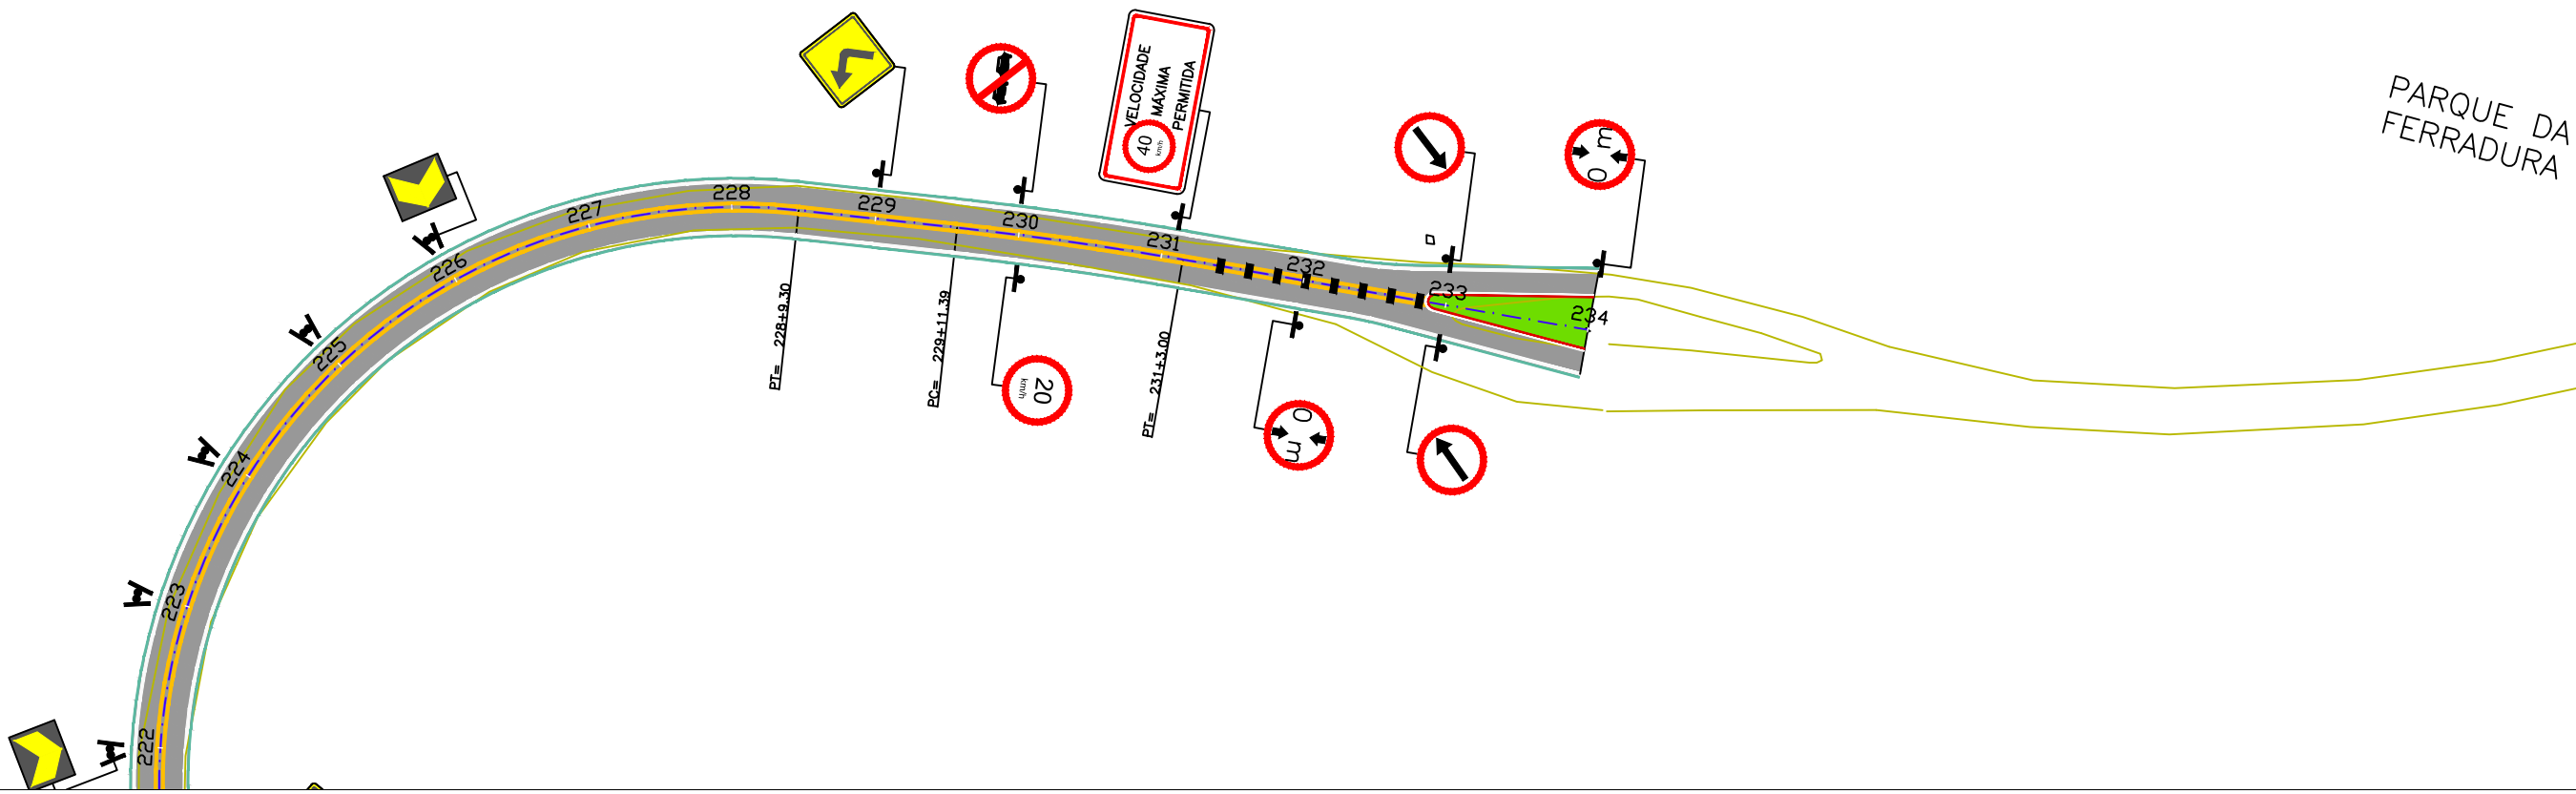 PARQUE DA
FERRADURA
VELOCIDADE
MÁXIMA
PERMITIDA
40
km/h
0 m
228
229
230
231
232
233
234
227
226
225
224
223
222
PT= 228+9.30
PC= 229+11.39
PT= 231+3.00
20
km/h
0 m